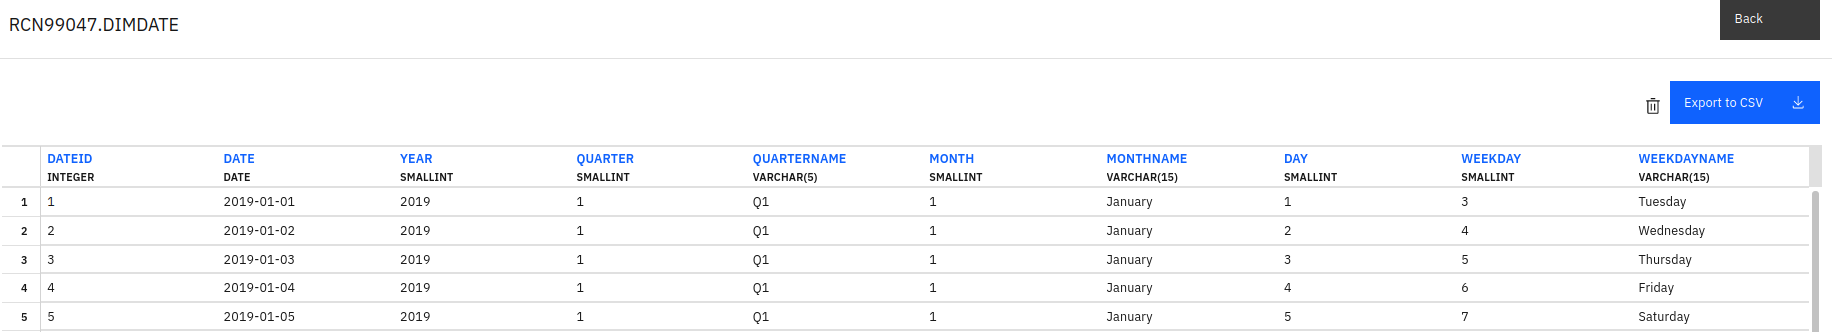 RCN99047.DIMDATE
Back
Export to CSV
DATEID DATE YEAR QUARTER QUARTERNAME MONTH MONTHNAME DAY WEEKDAY WEEKDAYNAME
INTEGER DATE SMALLINT SMALLINT VARCHAR(5) SMALLINT VARCHAR(15) SMALLINT SMALLINT VARCHAR(15)
1 1 2019-01-01 2019 1 Q1 1 January 1 3 Tuesday
2 2 2019-01-02 2019 1 Q1 1 January 2 4 Wednesday
3 3 2019-01-03 2019 1 Q1 1 January 3 5 Thursday
4 4 2019-01-04 2019 1 Q1 1 January 4 6 Friday
5 5 2019-01-05 2019 1 Q1 1 January 5 7 Saturday